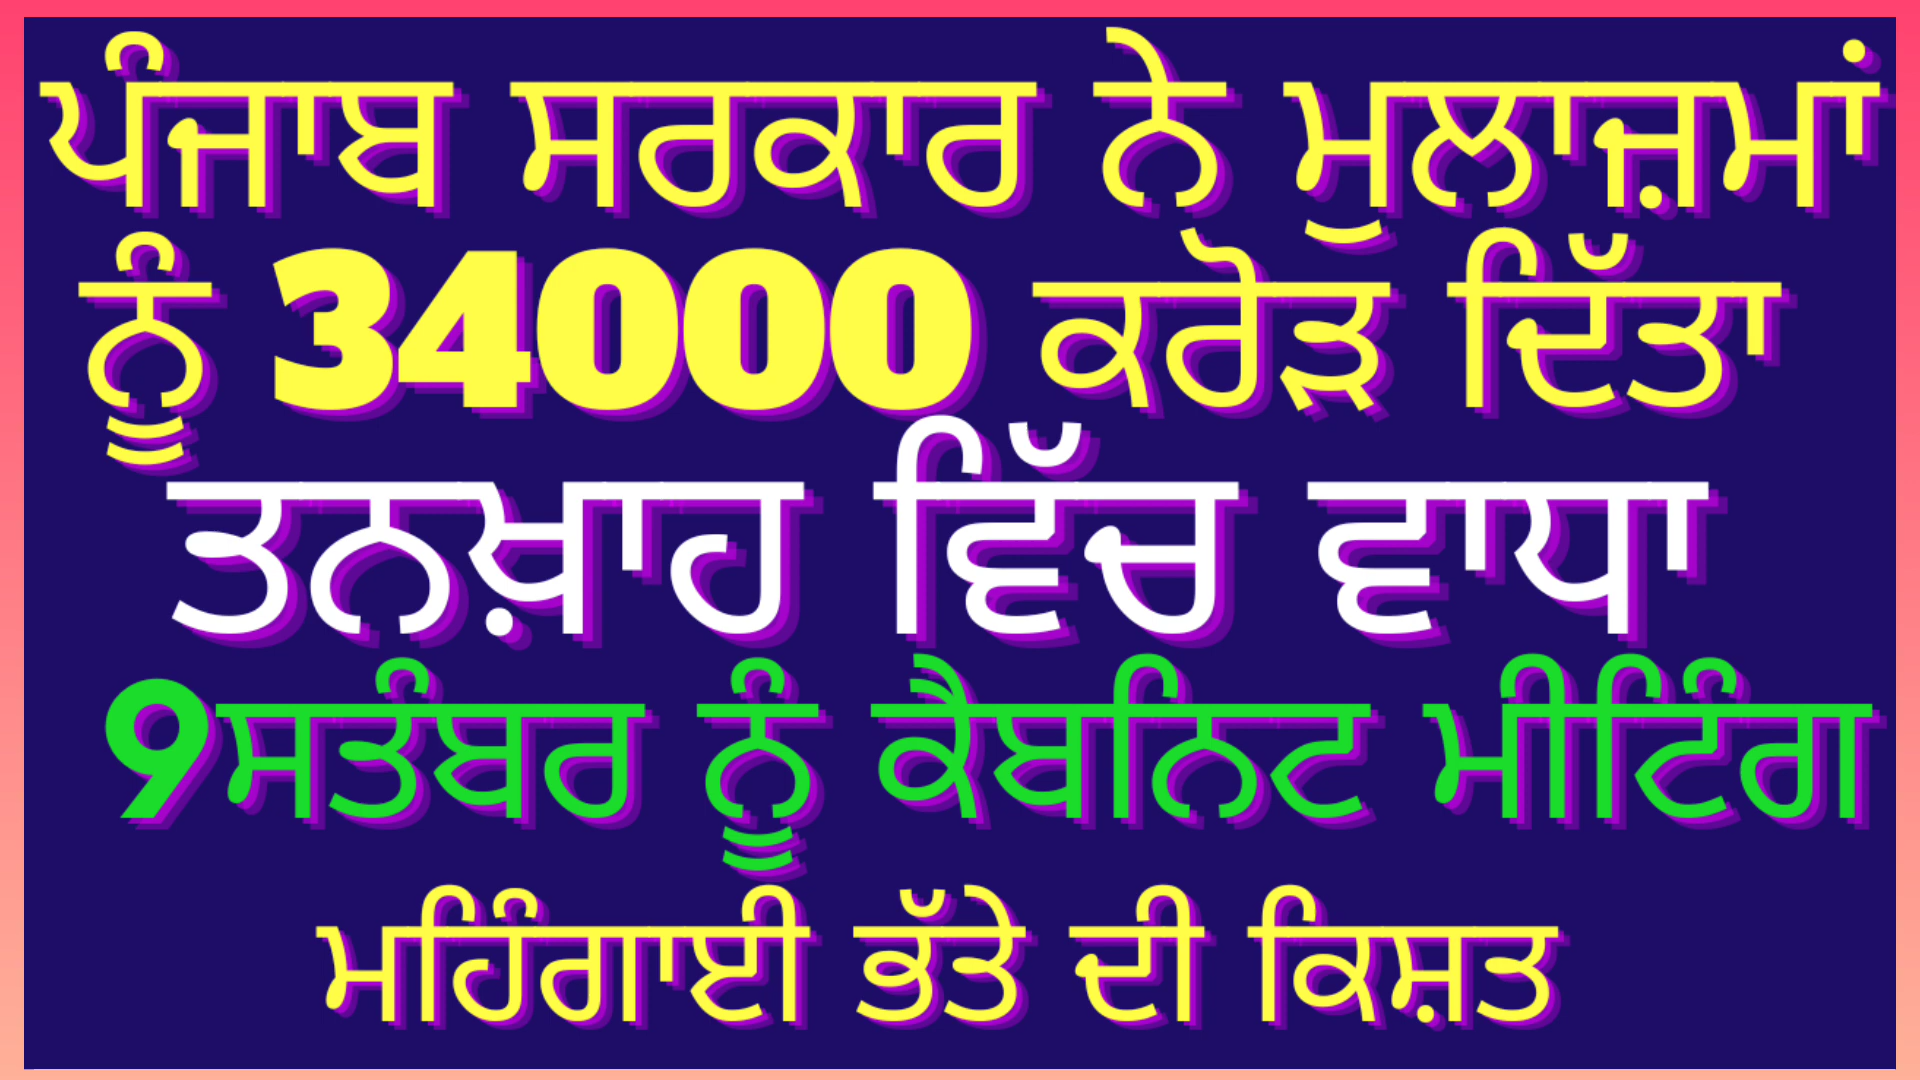 ਪੰਜਾਬ ਸਰਕਾਰ ਨੇ ਮੁਲਾਜ਼ਮਾਂ
ਨੂੰ 34000 ਕਰੋੜ ਦਿੱਤਾ
ਤਨਖ਼ਾਹ ਵਿੱਚ ਵਾਧਾ
9ਸਤੰਬਰ ਨੂੰ ਕੈਬਨਿਟ ਮੀਟਿੰਗ
ਮਹਿੰਗਾਈ ਭੱਤੇ ਦੀ ਕਿਸ਼ਤ